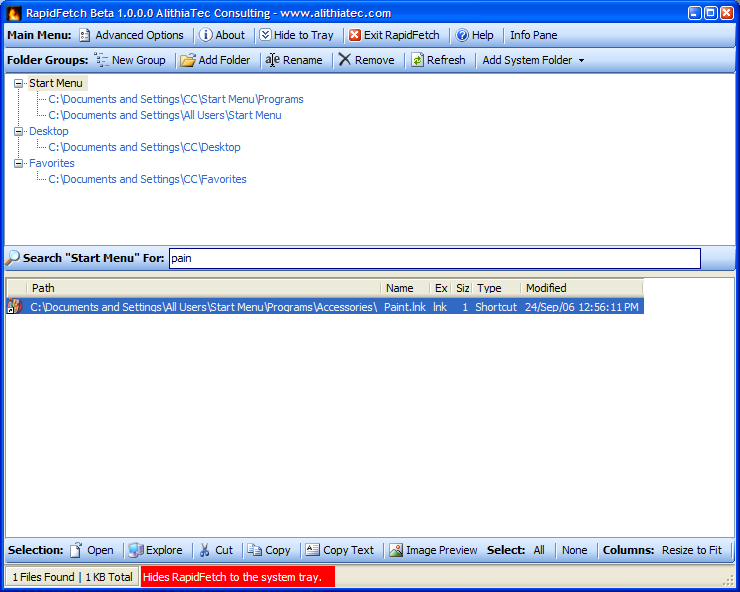 RapidFetch Beta 1.0.0.0 AlithiaTec Consulting - www.alithiatec.com
Main Menu: Advanced Options About Hide to Tray Exit RapidFetch Help Info Pane
Folder Groups: New Group Add Folder Rename Remove Refresh Add System Folder
Start Menu
C:\Documents and Settings\CC\Start Menu\Programs
C:\Documents and Settings\All Users\Start Menu
Desktop
C:\Documents and Settings\CC\Desktop
Favorites
C:\Documents and Settings\CC\Favorites
Search "Start Menu" For: pain
Path Name Ex Siz Type Modified
C:\Documents and Settings\All Users\Start Menu\Programs\Accessories\ Paint.lnk lnk 1 Shortcut 24/Sep/06 12:56:11 PM
Selection: Open Explore Cut Copy Copy Text Image Preview Select: All None Columns: Resize to Fit
1 Files Found | 1 KB Total Hides RapidFetch to the system tray.